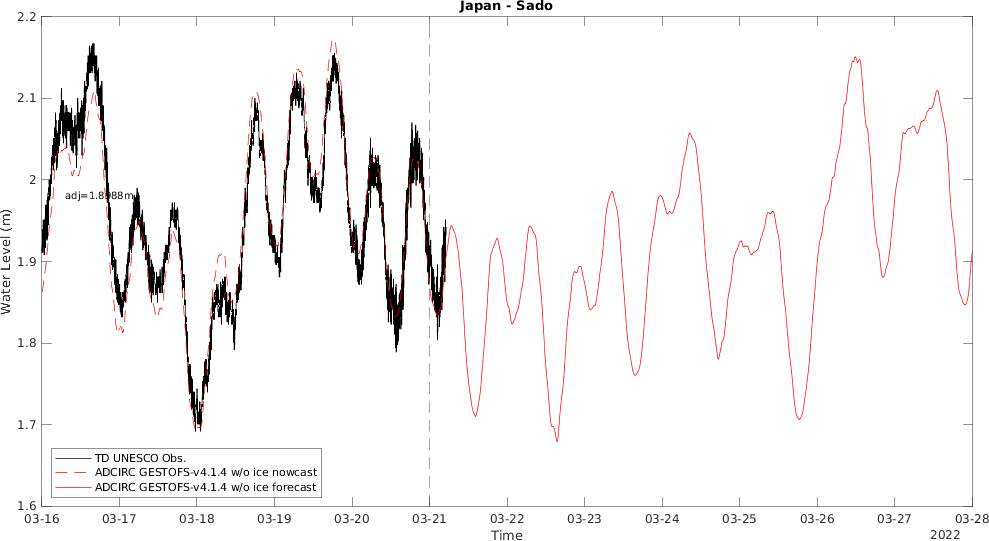 Japan - Sado
2.2
2.1
2
1.9
1.8
1.7
1.6
Water Level (m)
adj=1.8988m
TD UNESCO Obs.
ADCIRC GESTOFS-v4.1.4 w/o ice nowcast
ADCIRC GESTOFS-v4.1.4 w/o ice forecast
03-16 03-17 03-18 03-19 03-20 03-21 03-22 03-23 03-24 03-25 03-26 03-27 03-28
Time
2022